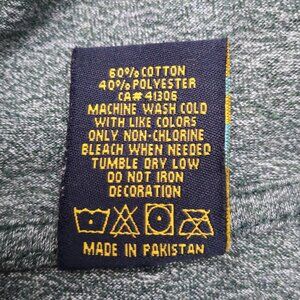 60% COTTON
40% POLYESTER
CA# 41306
MACHINE WASH COLD
WITH LIKE COLORS
ONLY NON-CHLORINE
BLEACH WHEN NEEDED
TUMBLE DRY LOW
DO NOT IRON
DECORATION
MADE IN PAKISTAN